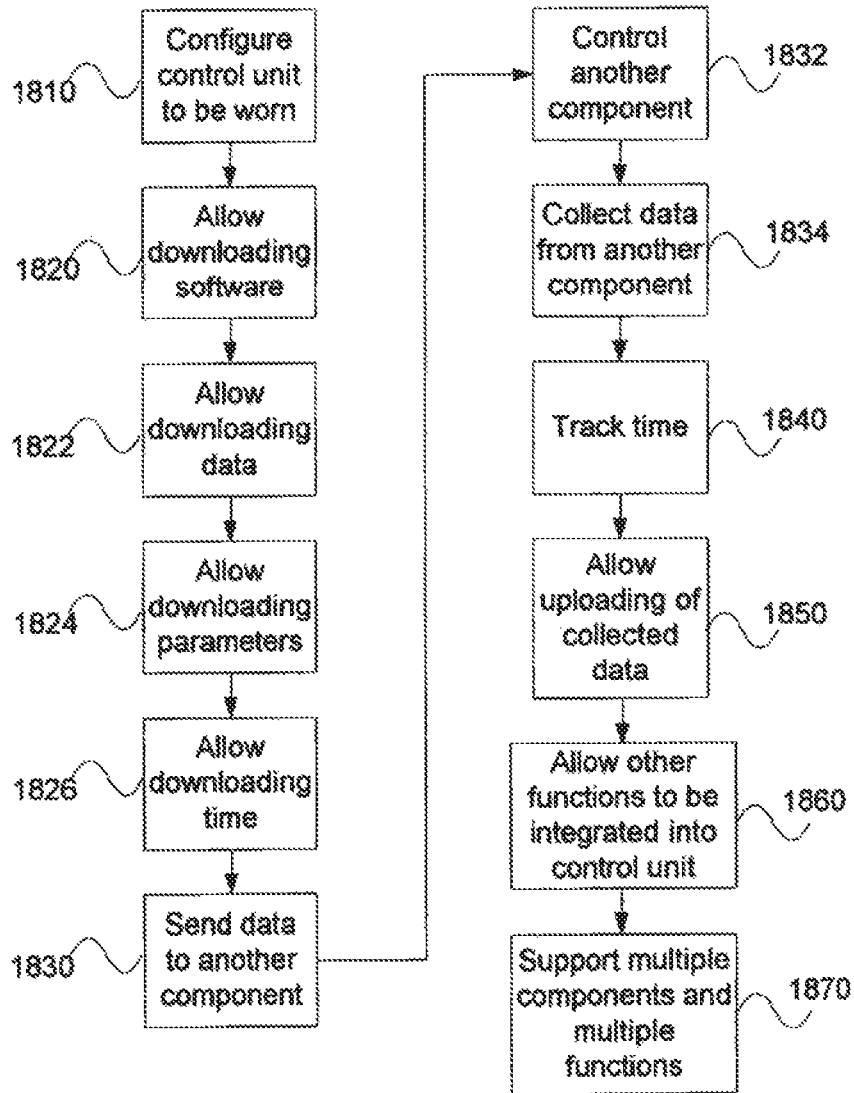 Configure
control unit
to be worn
1810
Allow
downloading
software
1820
Allow
downloading
data
1822
Allow
downloading
parameters
1824
Allow
downloading
time
1826
Send data
to another
component
1830
Control
another
component
1832
Collect data
from another
component
1834
Track time
1840
Allow
uploading of
collected
data
1850
Allow other
functions to be
integrated into
control unit
1860
Support multiple
components and
multiple
functions
1870